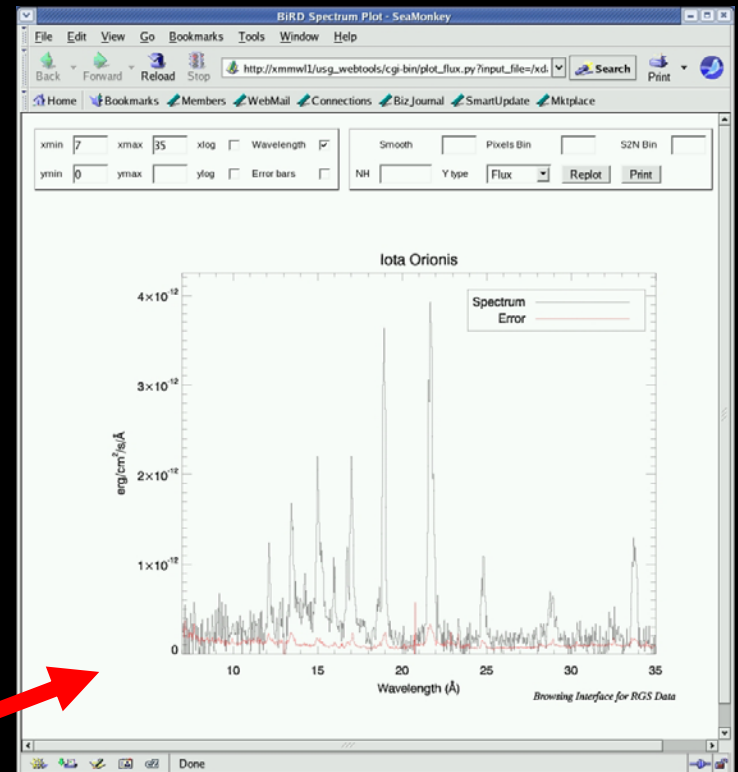 BiRD Spectrum Plot - SeaMonkey
File Edit View Go Bookmarks Tools Window Help
Back Forward Reload Stop http://xmmwl1/usg_webtools/cgi-bin/plot_flux.py?input_file=/xd. Search Print
Home Bookmarks Members WebMail Connections BizJournal SmartUpdate Mktplace
xmin 7 xmax 35 xlog Wavelength Smooth Pixels Bin S2N Bin
ymin 0 ymax ylog Error bars NH Y type Flux Replot Print
Iota Orionis
Spectrum
Error
4×10⁻¹²
3×10⁻¹²
2×10⁻¹²
1×10⁻¹²
0
erg/cm²/s/Å
10 15 20 25 30 35
Wavelength (Å)
Browsing Interface for RGS Data
Done